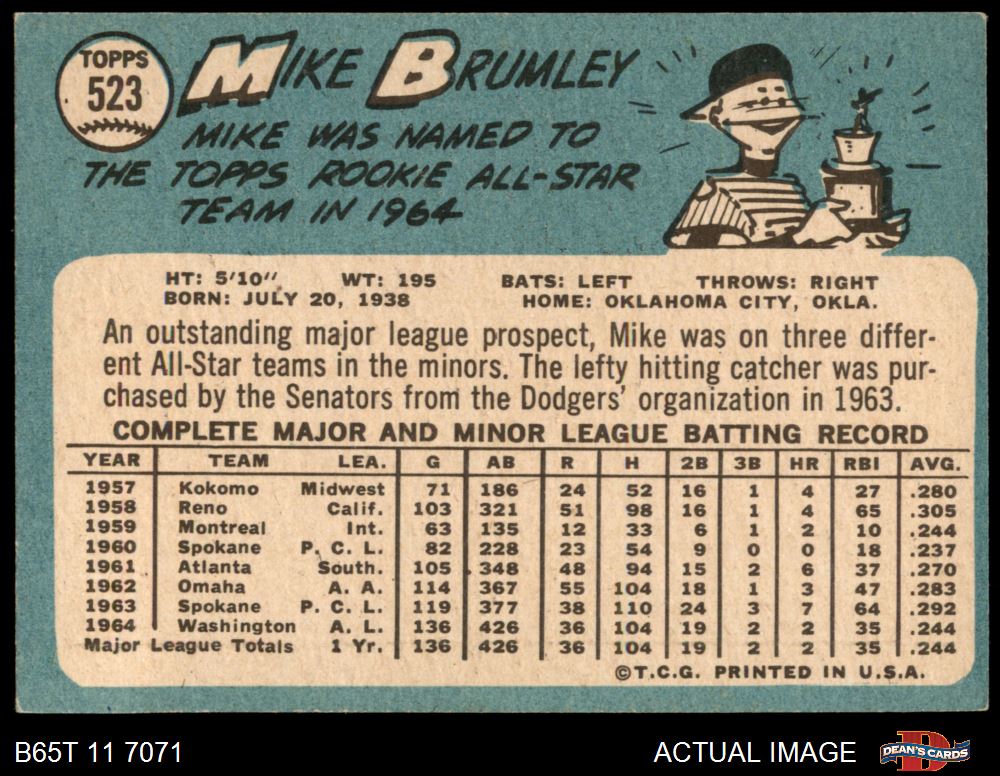 TOPPS
523
MIKE BRUMLEY
MIKE WAS NAMED TO
THE TOPPS ROOKIE ALL-STAR
TEAM IN 1964
HT: 5'10" WT: 195 BATS: LEFT THROWS: RIGHT
BORN: JULY 20, 1938 HOME: OKLAHOMA CITY, OKLA.
An outstanding major league prospect, Mike was on three differ-
ent All-Star teams in the minors. The lefty hitting catcher was pur-
chased by the Senators from the Dodgers' organization in 1963.
COMPLETE MAJOR AND MINOR LEAGUE BATTING RECORD
YEAR TEAM LEA. G AB R H 2B 3B HR RBI AVG.
1957 Kokomo Midwest 71 186 24 52 16 1 4 27 .280
1958 Reno Calif. 103 321 51 98 16 1 4 65 .305
1959 Montreal Int. 63 135 12 33 6 1 2 10 .244
1960 Spokane P. C. L. 82 228 23 54 9 0 0 18 .237
1961 Atlanta South. 105 348 48 94 15 2 6 37 .270
1962 Omaha A. A. 114 367 55 104 18 1 3 47 .283
1963 Spokane P. C. L. 119 377 38 110 24 3 7 64 .292
1964 Washington A. L. 136 426 36 104 19 2 2 35 .244
Major League Totals 1 Yr. 136 426 36 104 19 2 2 35 .244
©T.C.G. PRINTED IN U.S.A.
B65T 11 7071 ACTUAL IMAGE DEAN'S CARDS